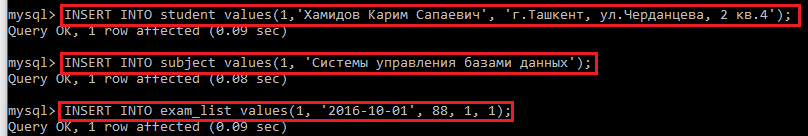 mysql> INSERT INTO student values(1,'Хамидов Карим Сапаевич', 'г.Ташкент, ул.Черданцева, 2 кв.4');
Query OK, 1 row affected (0.09 sec)
mysql> INSERT INTO subject values(1, 'Системы управления базами данных');
Query OK, 1 row affected (0.08 sec)
mysql> INSERT INTO exam_list values(1, '2016-10-01', 88, 1, 1);
Query OK, 1 row affected (0.09 sec)